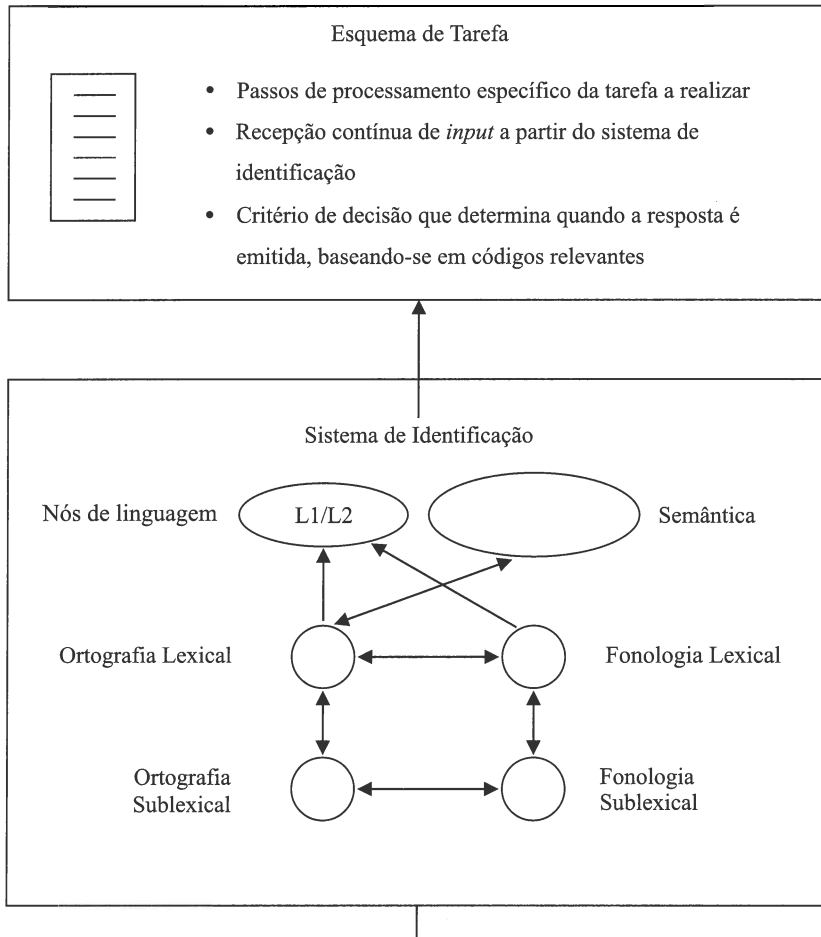 Esquema de Tarefa
• Passos de processamento específico da tarefa a realizar
• Recepção contínua de input a partir do sistema de
identificação
• Critério de decisão que determina quando a resposta é
emitida, baseando-se em códigos relevantes
Sistema de Identificação
Nós de linguagem
L1/L2
Semântica
Ortografia Lexical
Fonologia Lexical
Ortografia
Sublexical
Fonologia
Sublexical